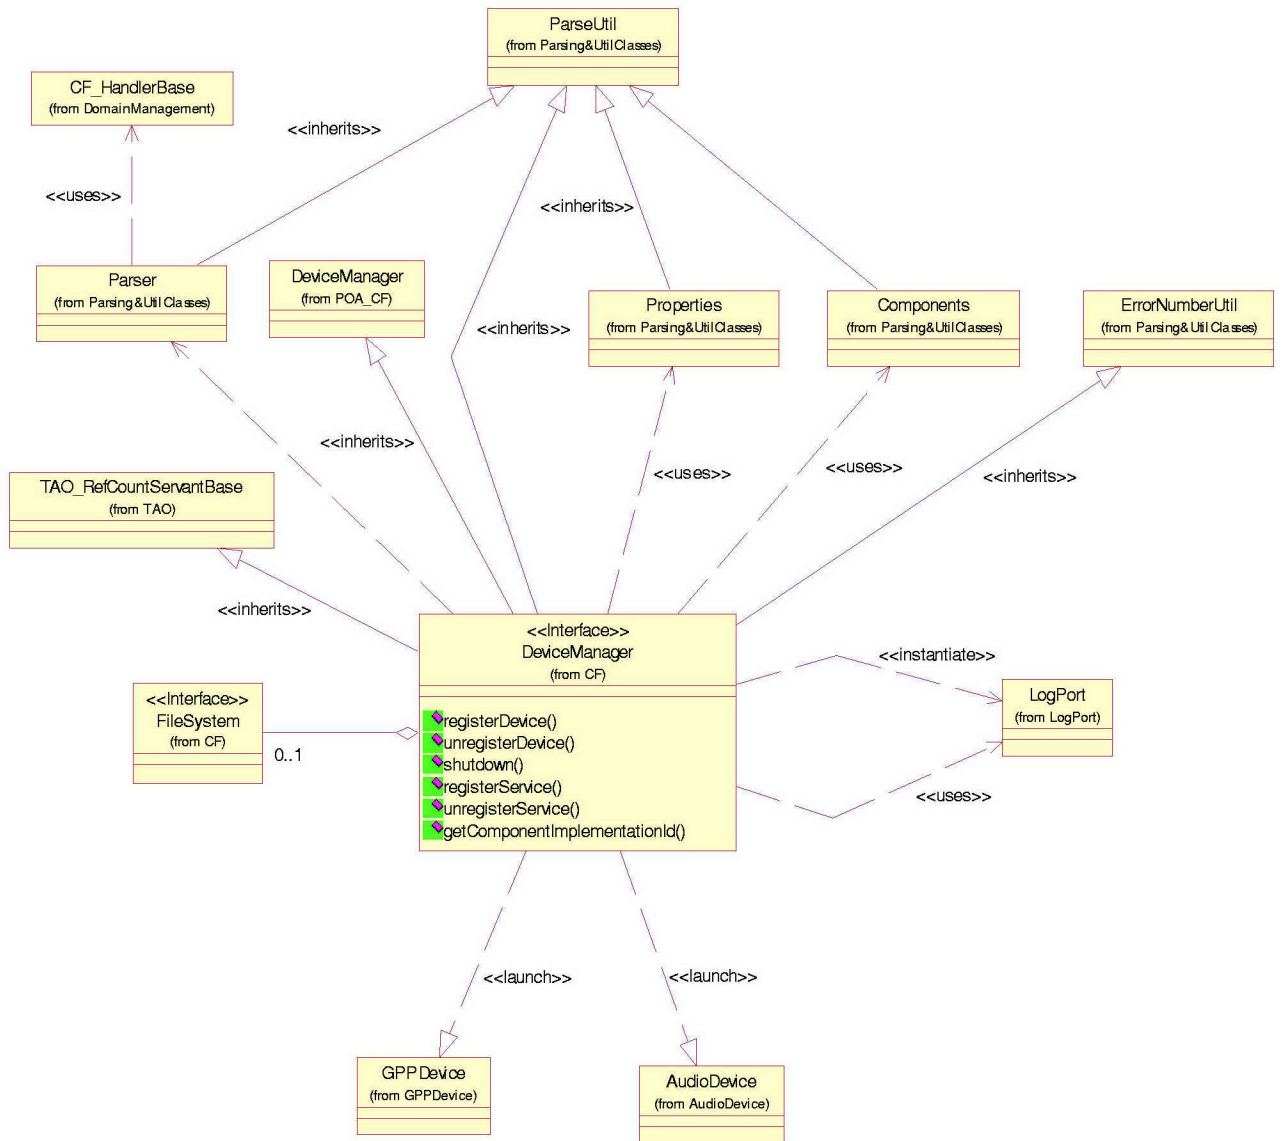 ParseUtil
(from Parsing&UtilClasses)
CF_HandlerBase
(from DomainManagement)
<<inherits>>
<<uses>>
<<inherits>>
Parser
(from Parsing&UtilClasses)
DeviceManager
(from POA_CF)
<<inherits>>
Properties
(from Parsing&UtilClasses)
Components
(from Parsing&UtilClasses)
ErrorNumberUtil
(from Parsing&UtilClasses)
<<inherits>>
<<uses>>
<<uses>>
<<inherits>>
TAO_RefCountServantBase
(from TAO)
<<inherits>>
<<Interface>>
DeviceManager
(from CF)
registerDevice()
unregisterDevice()
shutdown()
registerService()
unregisterService()
getComponentImplementationId()
<<Interface>>
FileSystem
(from CF)
0..1
<<instantiate>>
LogPort
(from LogPort)
<<uses>>
<<launch>>
<<launch>>
GPPDevice
(from GPPDevice)
AudioDevice
(from AudioDevice)